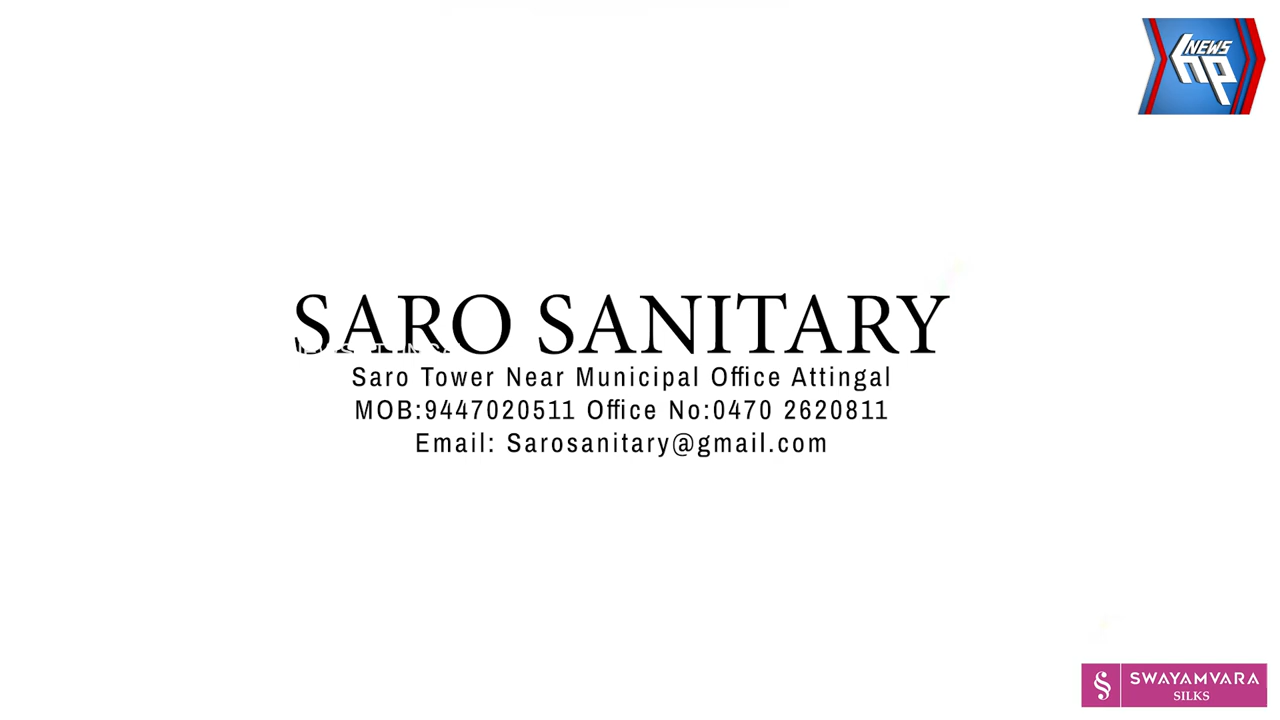 NEWS
hp
SARO SANITARY
Saro Tower Near Municipal Office Attingal
MOB:9447020511 Office No:0470 2620811
Email: Sarosanitary@gmail.com
SWAYAMVARA
SILKS